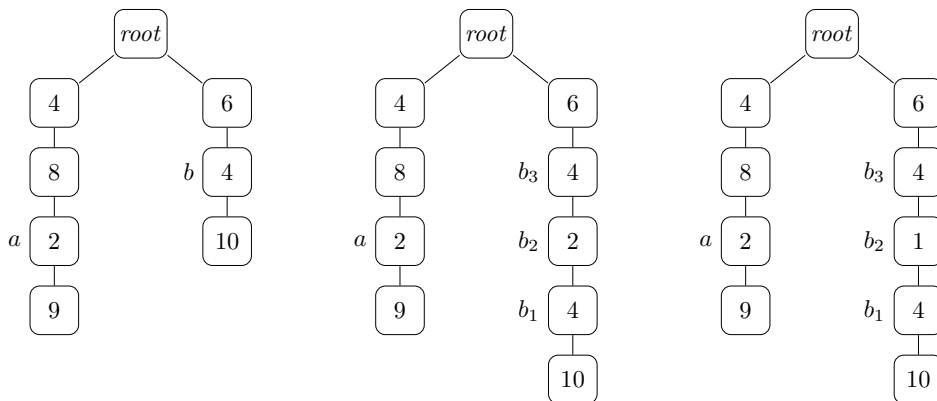 root root root
4 6 4 6 4 6
8 b 4 8 b₃ 4 8 b₃ 4
a 2 10 a 2 b₂ 2 a 2 b₂ 1
9 9 b₁ 4 9 b₁ 4
10 10